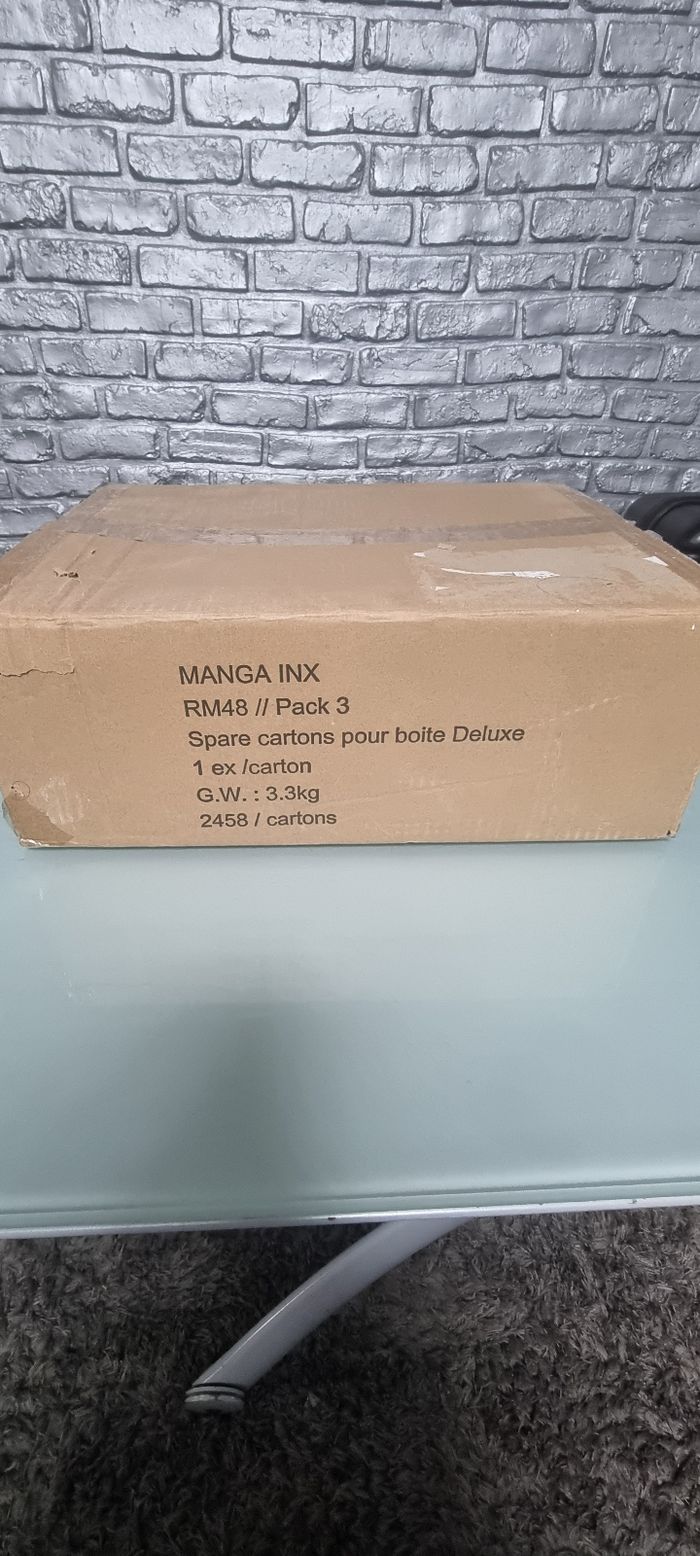 MANGA INX
RM48 // Pack 3
Spare cartons pour boite Deluxe
1 ex /carton
G.W. : 3.3kg
2458 / cartons